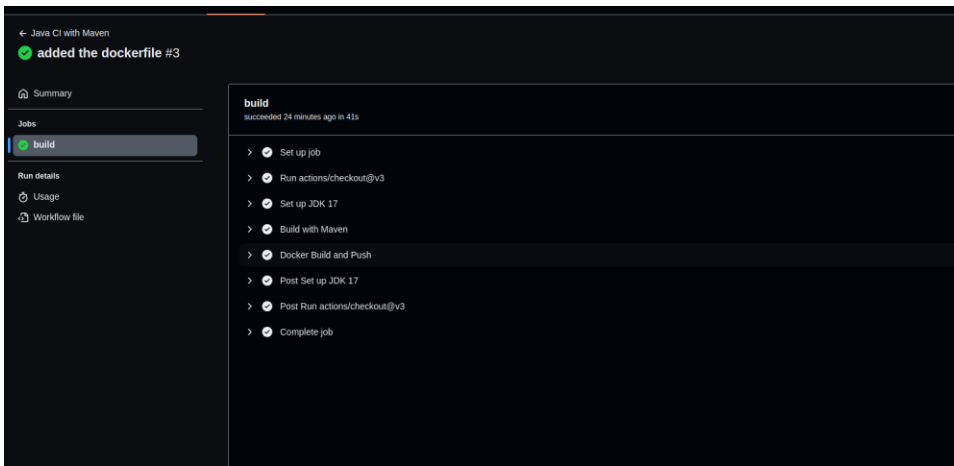 ← Java CI with Maven
added the dockerfile #3
Summary
Jobs
build
Run details
Usage
Workflow file
build
succeeded 24 minutes ago in 41s
Set up job
Run actions/checkout@v3
Set up JDK 17
Build with Maven
Docker Build and Push
Post Set up JDK 17
Post Run actions/checkout@v3
Complete job